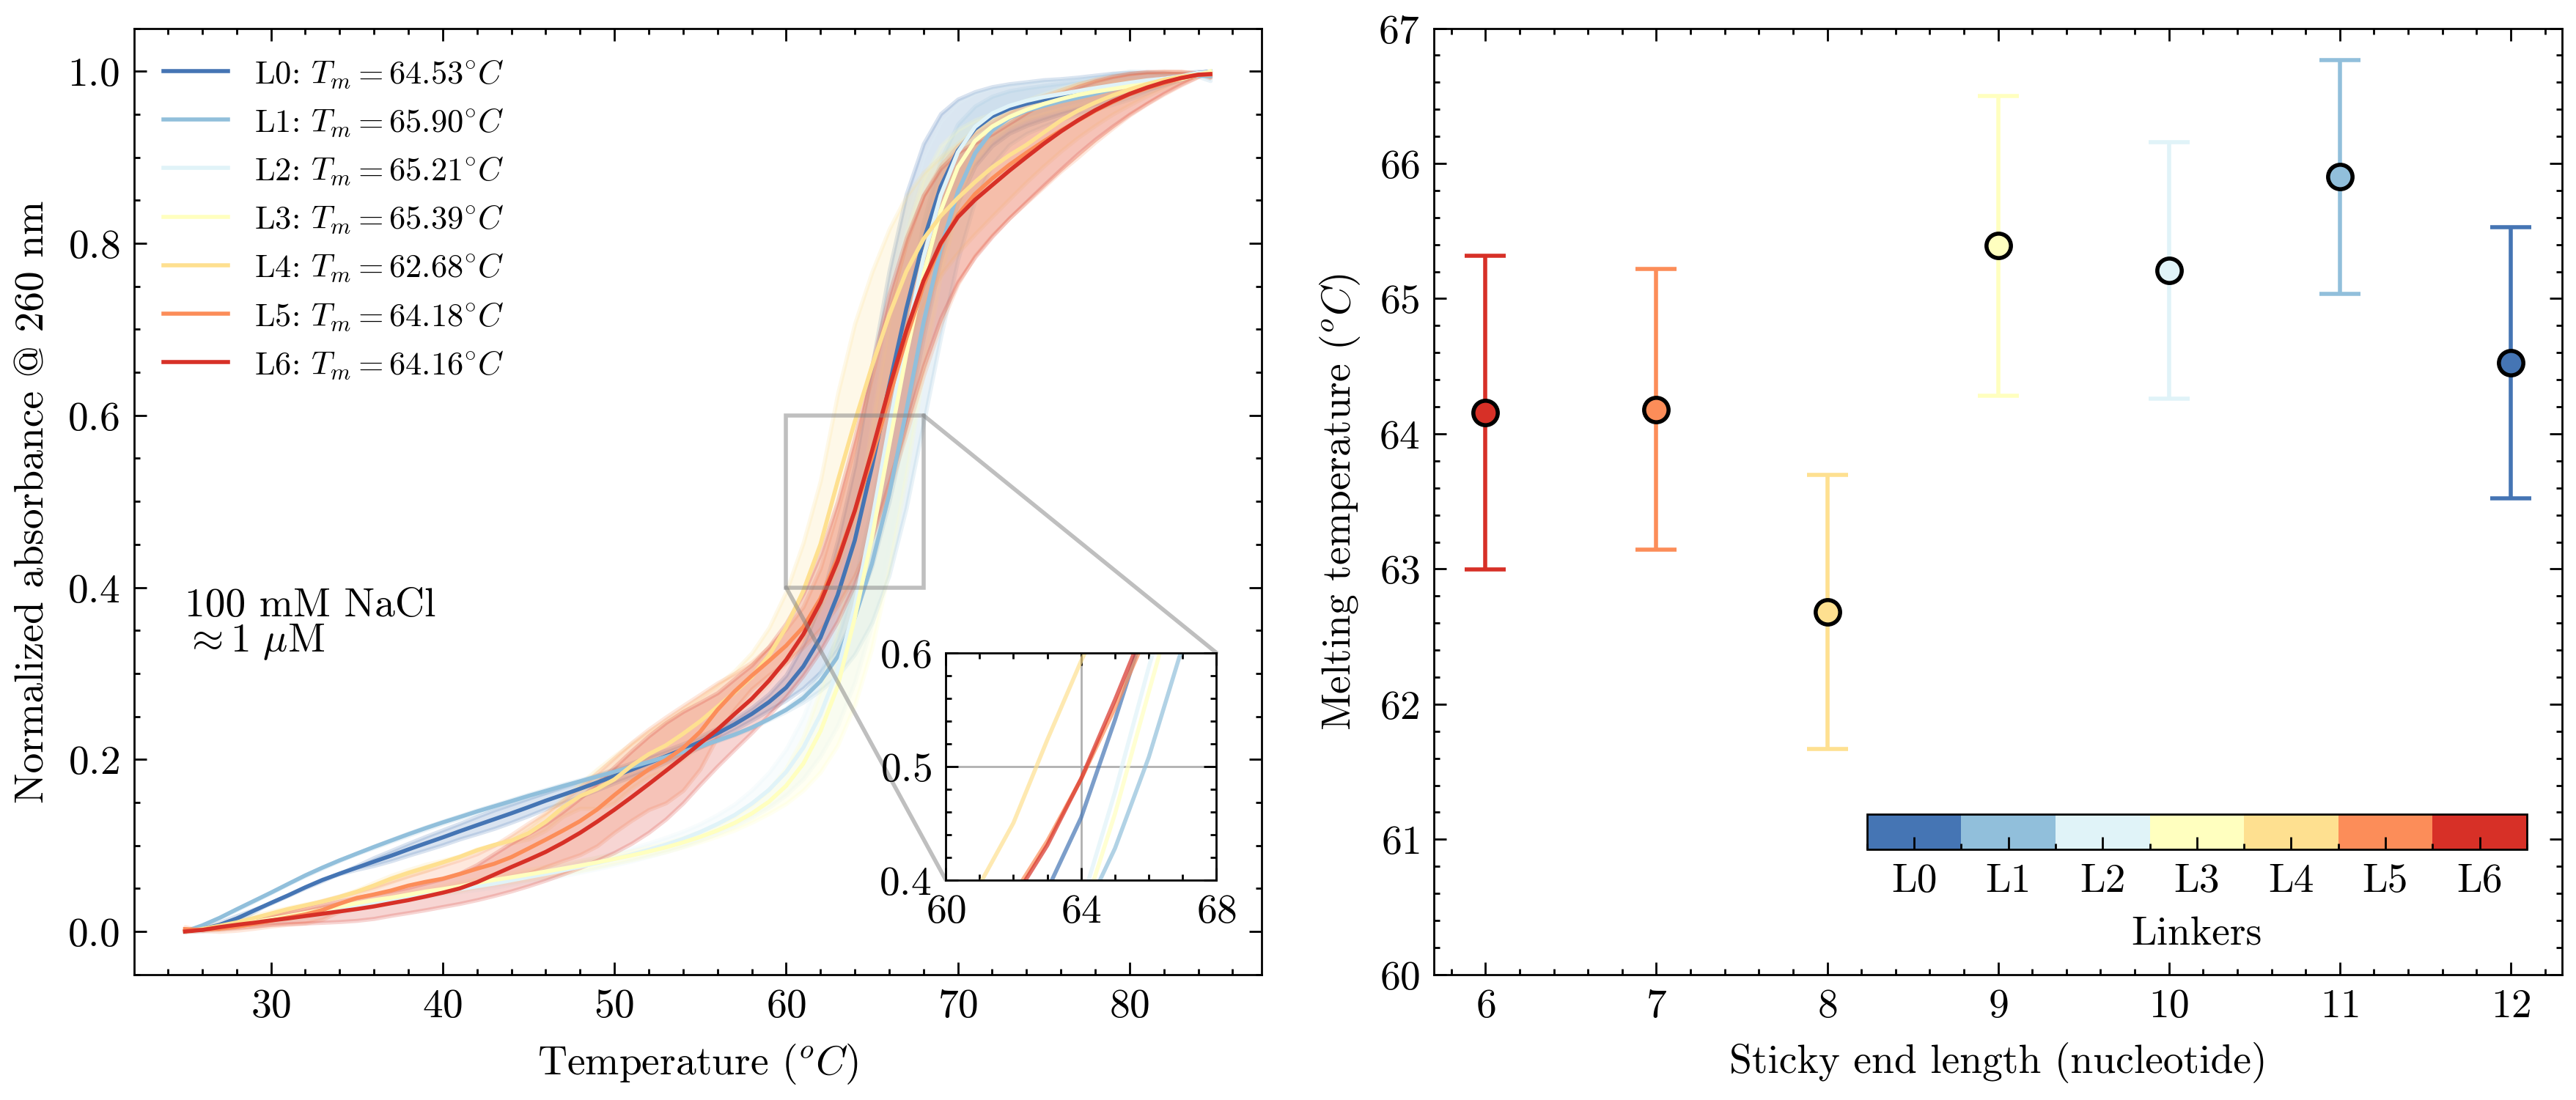 Normalized absorbance @ 260 nm
1.0
0.8
0.6
0.4
0.2
0.0
L0: T_m = 64.53°C
L1: T_m = 65.90°C
L2: T_m = 65.21°C
L3: T_m = 65.39°C
L4: T_m = 62.68°C
L5: T_m = 64.18°C
L6: T_m = 64.16°C
100 mM NaCl
≈ 1 μM
0.6
0.5
0.4
60 64 68
30 40 50 60 70 80
Temperature (°C)
Melting temperature (°C)
67
66
65
64
63
62
61
60
L0 L1 L2 L3 L4 L5 L6
Linkers
6 7 8 9 10 11 12
Sticky end length (nucleotide)